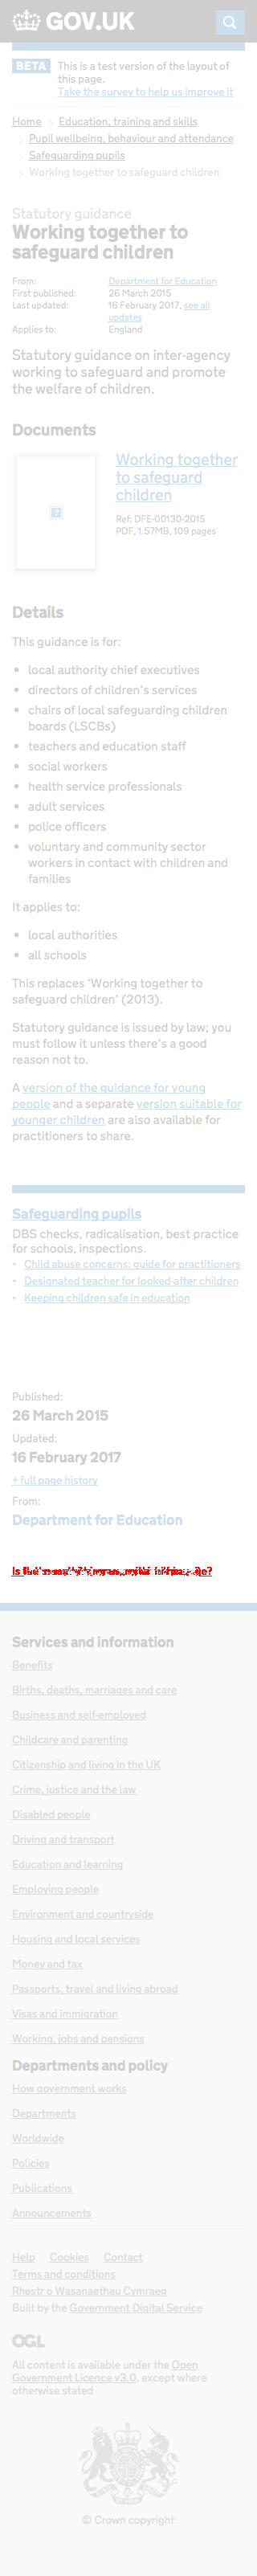 GOV.UK
BETA This is a test version of the layout of
this page.
Take the survey to help us improve it
Home Education, training and skills
Pupil wellbeing, behaviour and attendance
Safeguarding pupils
Working together to safeguard children
Statutory guidance
Working together to
safeguard children
From: Department for Education
First published: 26 March 2015
Last updated: 16 February 2017, see all
updates
Applies to: England
Statutory guidance on inter-agency
working to safeguard and promote
the welfare of children.
Documents
Working together
to safeguard
children
Ref: DFE-00130-2015
PDF, 1.57MB, 109 pages
Details
This guidance is for:
• local authority chief executives
• directors of children's services
• chairs of local safeguarding children
boards (LSCBs)
• teachers and education staff
• social workers
• health service professionals
• adult services
• police officers
• voluntary and community sector
workers in contact with children and
families
It applies to:
• local authorities
• all schools
This replaces 'Working together to
safeguard children' (2013).
Statutory guidance is issued by law; you
must follow it unless there's a good
reason not to.
A version of the guidance for young
people and a separate version suitable for
younger children are also available for
practitioners to share.
Safeguarding pupils
DBS checks, radicalisation, best practice
for schools, inspections.
• Child abuse concerns: guide for practitioners
• Designated teacher for looked-after children
• Keeping children safe in education
Published:
26 March 2015
Updated:
16 February 2017
+ full page history
From:
Department for Education
Services and information
Benefits
Births, deaths, marriages and care
Business and self-employed
Childcare and parenting
Citizenship and living in the UK
Crime, justice and the law
Disabled people
Driving and transport
Education and learning
Employing people
Environment and countryside
Housing and local services
Money and tax
Passports, travel and living abroad
Visas and immigration
Working, jobs and pensions
Departments and policy
How government works
Departments
Worldwide
Policies
Publications
Announcements
Help Cookies Contact
Terms and conditions
Rhestr o Wasanaethau Cymraeg
Built by the Government Digital Service
OGL
All content is available under the Open
Government Licence v3.0, except where
otherwise stated
© Crown copyright